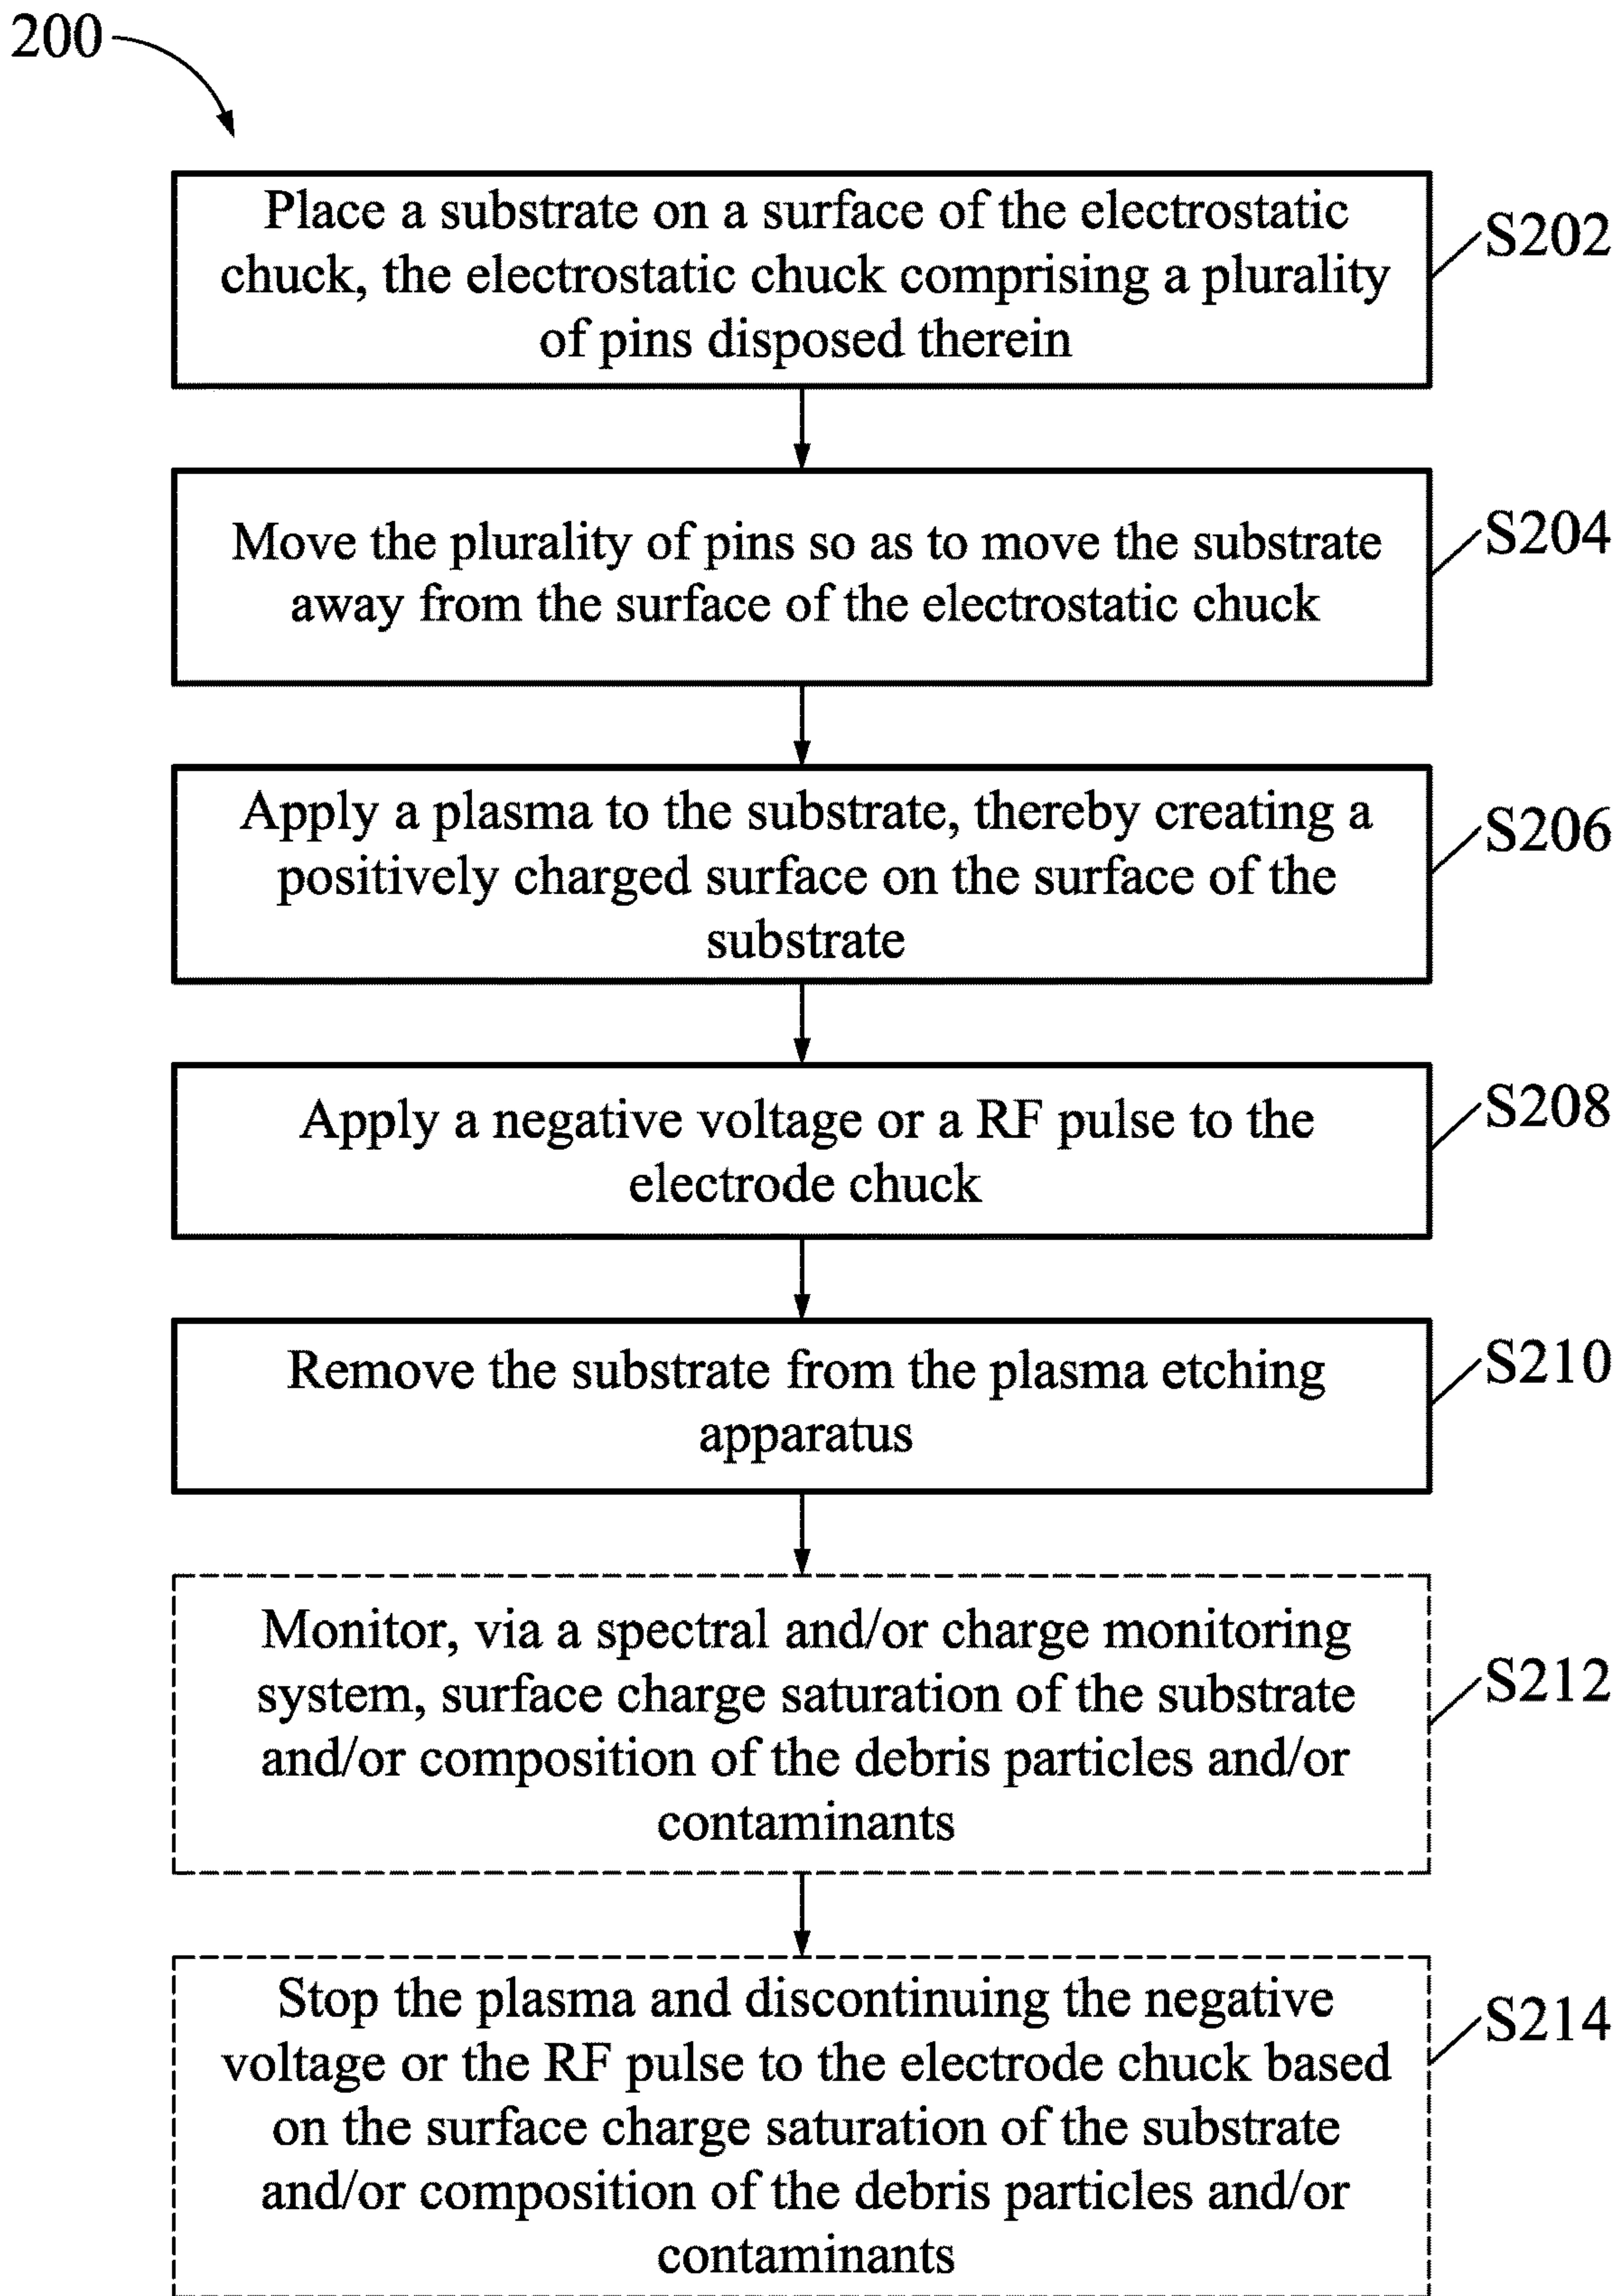 200
Place a substrate on a surface of the electrostatic
chuck, the electrostatic chuck comprising a plurality
of pins disposed therein
S202
Move the plurality of pins so as to move the substrate
away from the surface of the electrostatic chuck
S204
Apply a plasma to the substrate, thereby creating a
positively charged surface on the surface of the
substrate
S206
Apply a negative voltage or a RF pulse to the
electrode chuck
S208
Remove the substrate from the plasma etching
apparatus
S210
Monitor, via a spectral and/or charge monitoring
system, surface charge saturation of the substrate
and/or composition of the debris particles and/or
contaminants
S212
Stop the plasma and discontinuing the negative
voltage or the RF pulse to the electrode chuck based
on the surface charge saturation of the substrate
and/or composition of the debris particles and/or
contaminants
S214